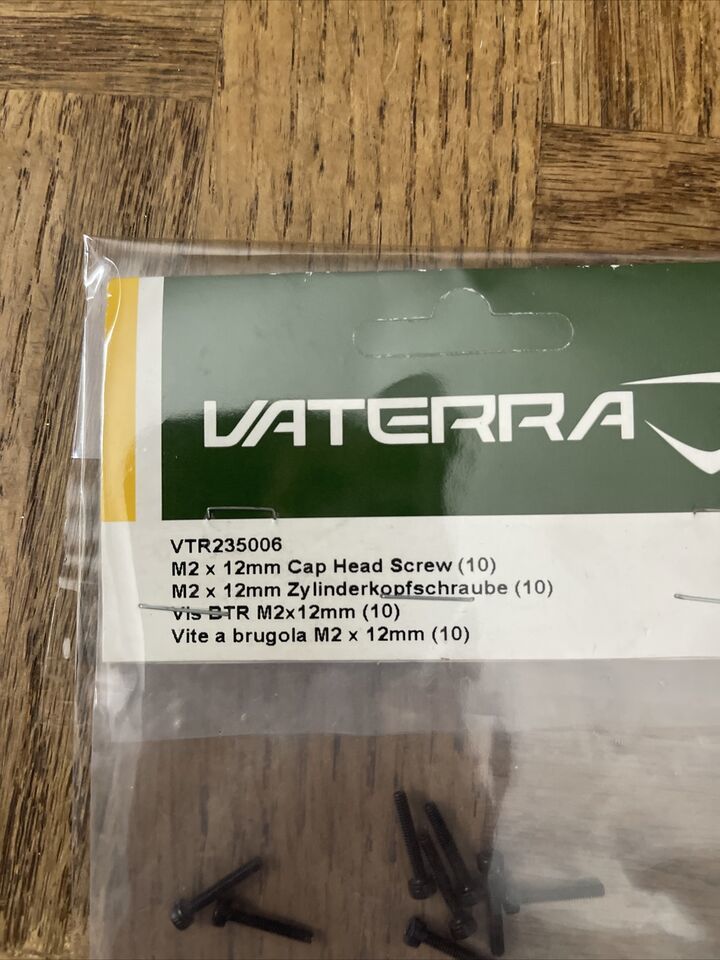 VATERRA
VTR235006
M2 x 12mm Cap Head Screw (10)
M2 x 12mm Zylinderkopfschraube (10)
Vis BTR M2x12mm (10)
Vite a brugola M2 x 12mm (10)